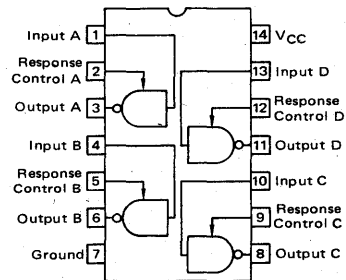 Input A 1
Response
Control A 2
Output A 3
Input B 4
Response
Control B 5
Output B 6
Ground 7
14 VCC
13 Input D
12 Response
Control D
11 Output D
10 Input C
9 Response
Control C
8 Output C